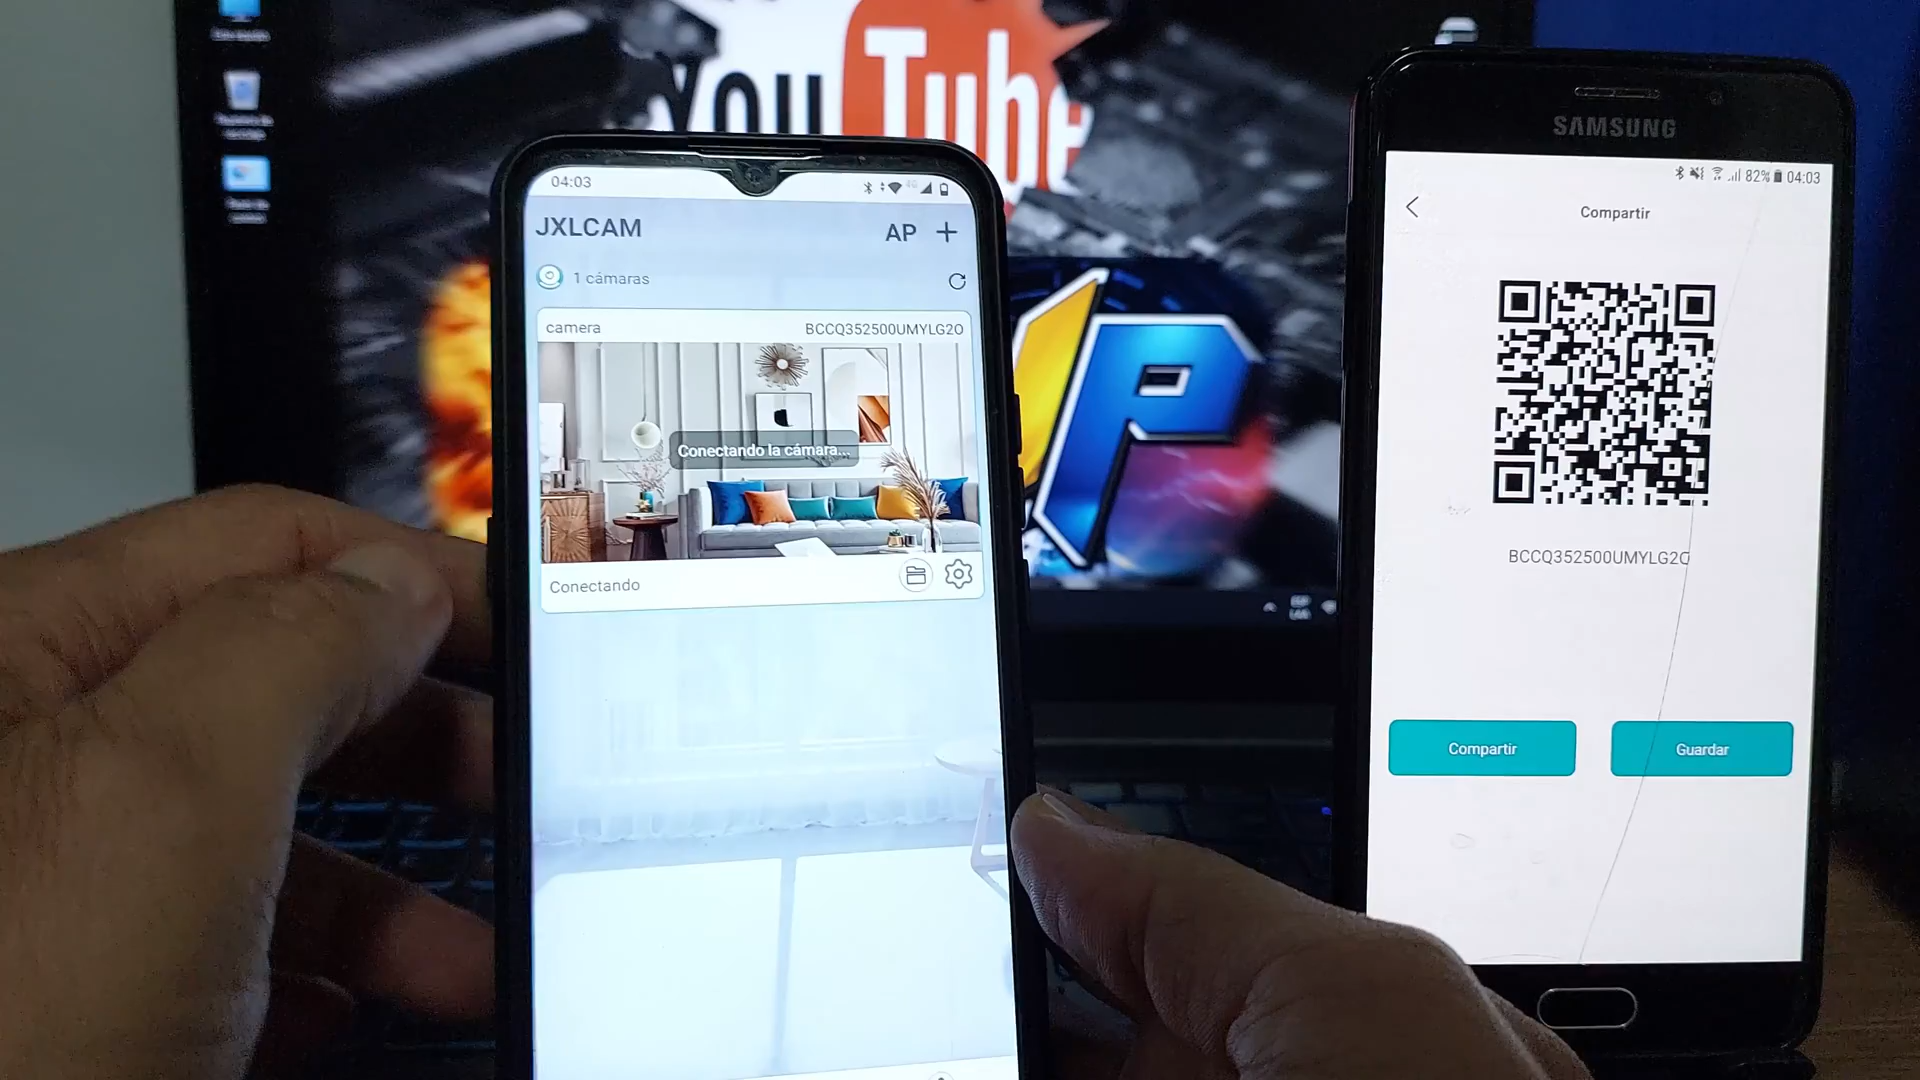 YouTube
SAMSUNG
82% 04:03
Compartir
BCCQ352500UMYLG2O
Compartir
Guardar
04:03
JXLCAM
AP +
1 cámaras
camera
BCCQ352500UMYLG2O
Conectando la cámara...
Conectando
P
ESP